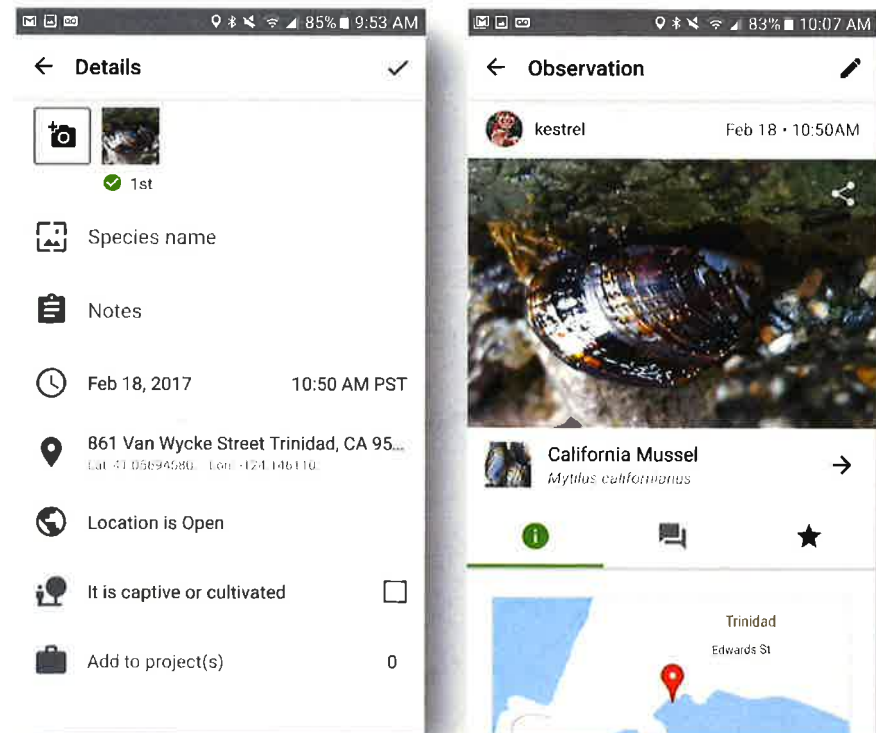 85% 9:53 AM
Details
1st
Species name
Notes
Feb 18, 2017 10:50 AM PST
861 Van Wycke Street Trinidad, CA 95...
Location is Open
It is captive or cultivated
Add to project(s) 0
83% 10:07 AM
Observation
kestrel Feb 18 • 10:50AM
California Mussel
Mytilus californianus
Trinidad
Edwards St